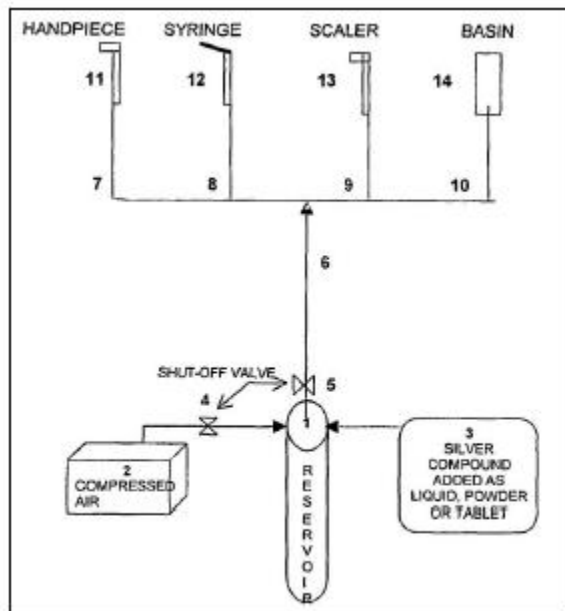 HANDPIECE SYRINGE SCALER BASIN
11 12 13 14
7 8 9 10
6
SHUT-OFF VALVE
5
4
1
2
COMPRESSED
AIR
RESERVOIR
3
SILVER
COMPOUND
ADDED AS
LIQUID, POWDER
OR TABLET